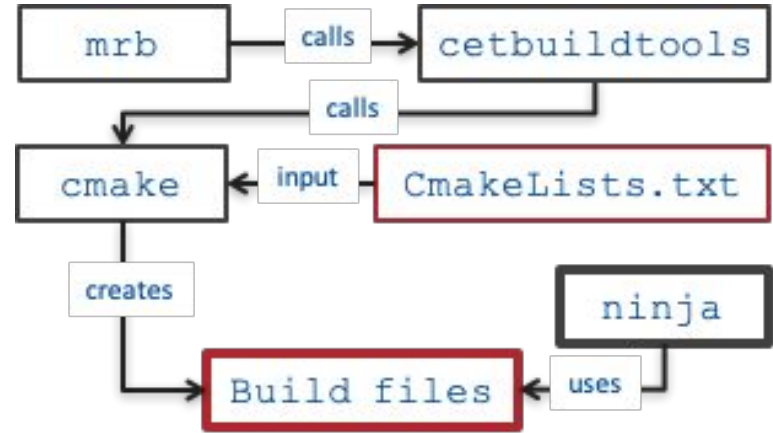 mrb
calls
cetbuildtools
calls
cmake
input
CmakeLists.txt
creates
ninja
Build files
uses